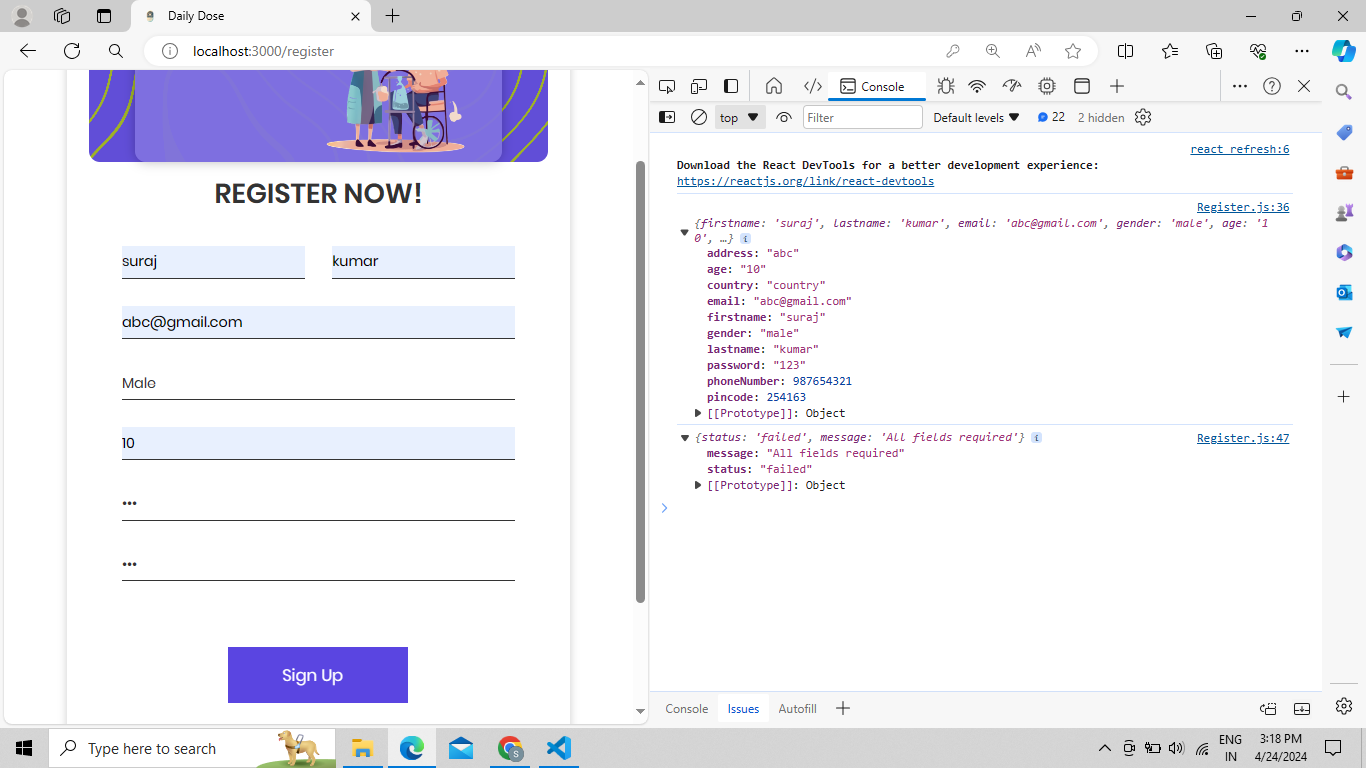 Daily Dose
localhost:3000/register
REGISTER NOW!
suraj kumar
abc@gmail.com
Male
10
•••
•••
Sign Up
Console
top Filter Default levels 22 2 hidden
react refresh:6
Download the React DevTools for a better development experience:
https://reactjs.org/link/react-devtools
Register.js:36
{firstname: 'suraj', lastname: 'kumar', email: 'abc@gmail.com', gender: 'male', age: '1
0', …} i
address: "abc"
age: "10"
country: "country"
email: "abc@gmail.com"
firstname: "suraj"
gender: "male"
lastname: "kumar"
password: "123"
phoneNumber: 987654321
pincode: 254163
[[Prototype]]: Object
{status: 'failed', message: 'All fields required'} i Register.js:47
message: "All fields required"
status: "failed"
[[Prototype]]: Object
Console Issues Autofill
Type here to search
S
ENG
IN
3:18 PM
4/24/2024